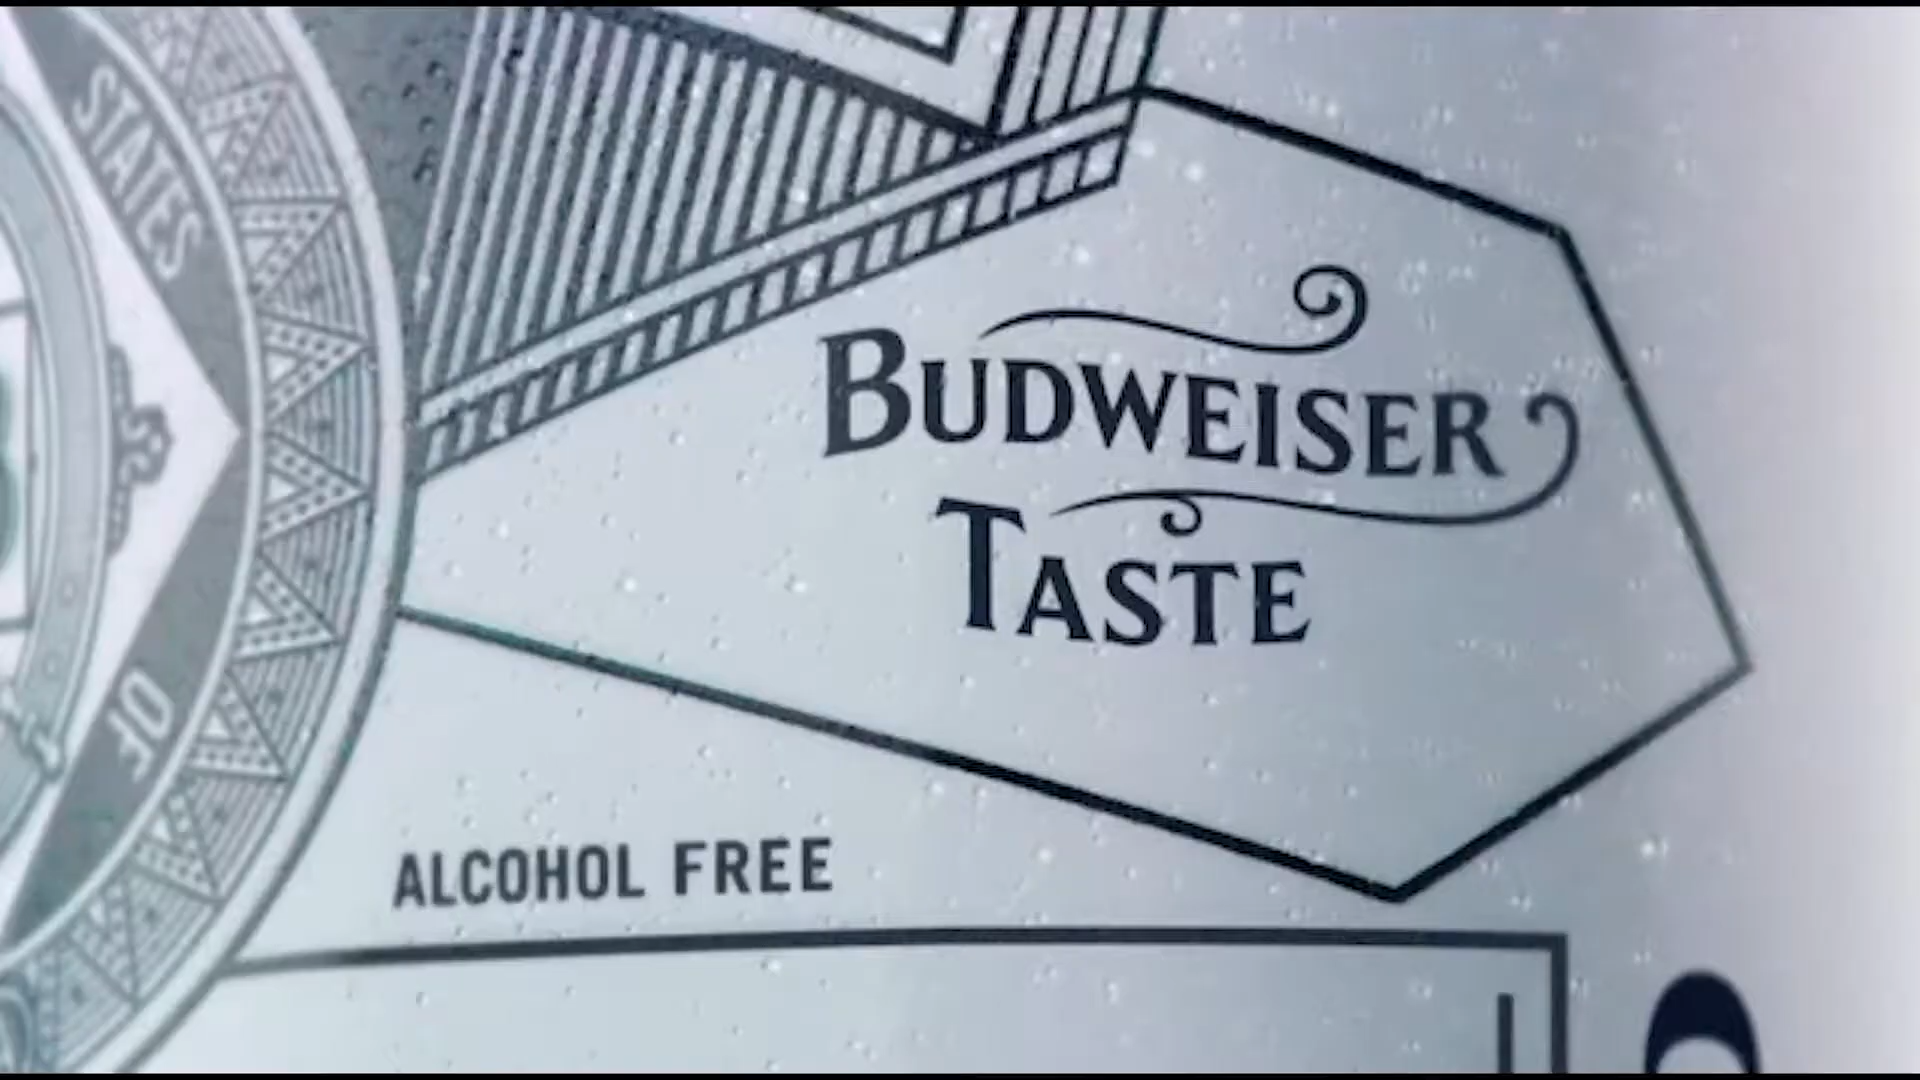 STATES
OF
BUDWEISER
TASTE
ALCOHOL FREE